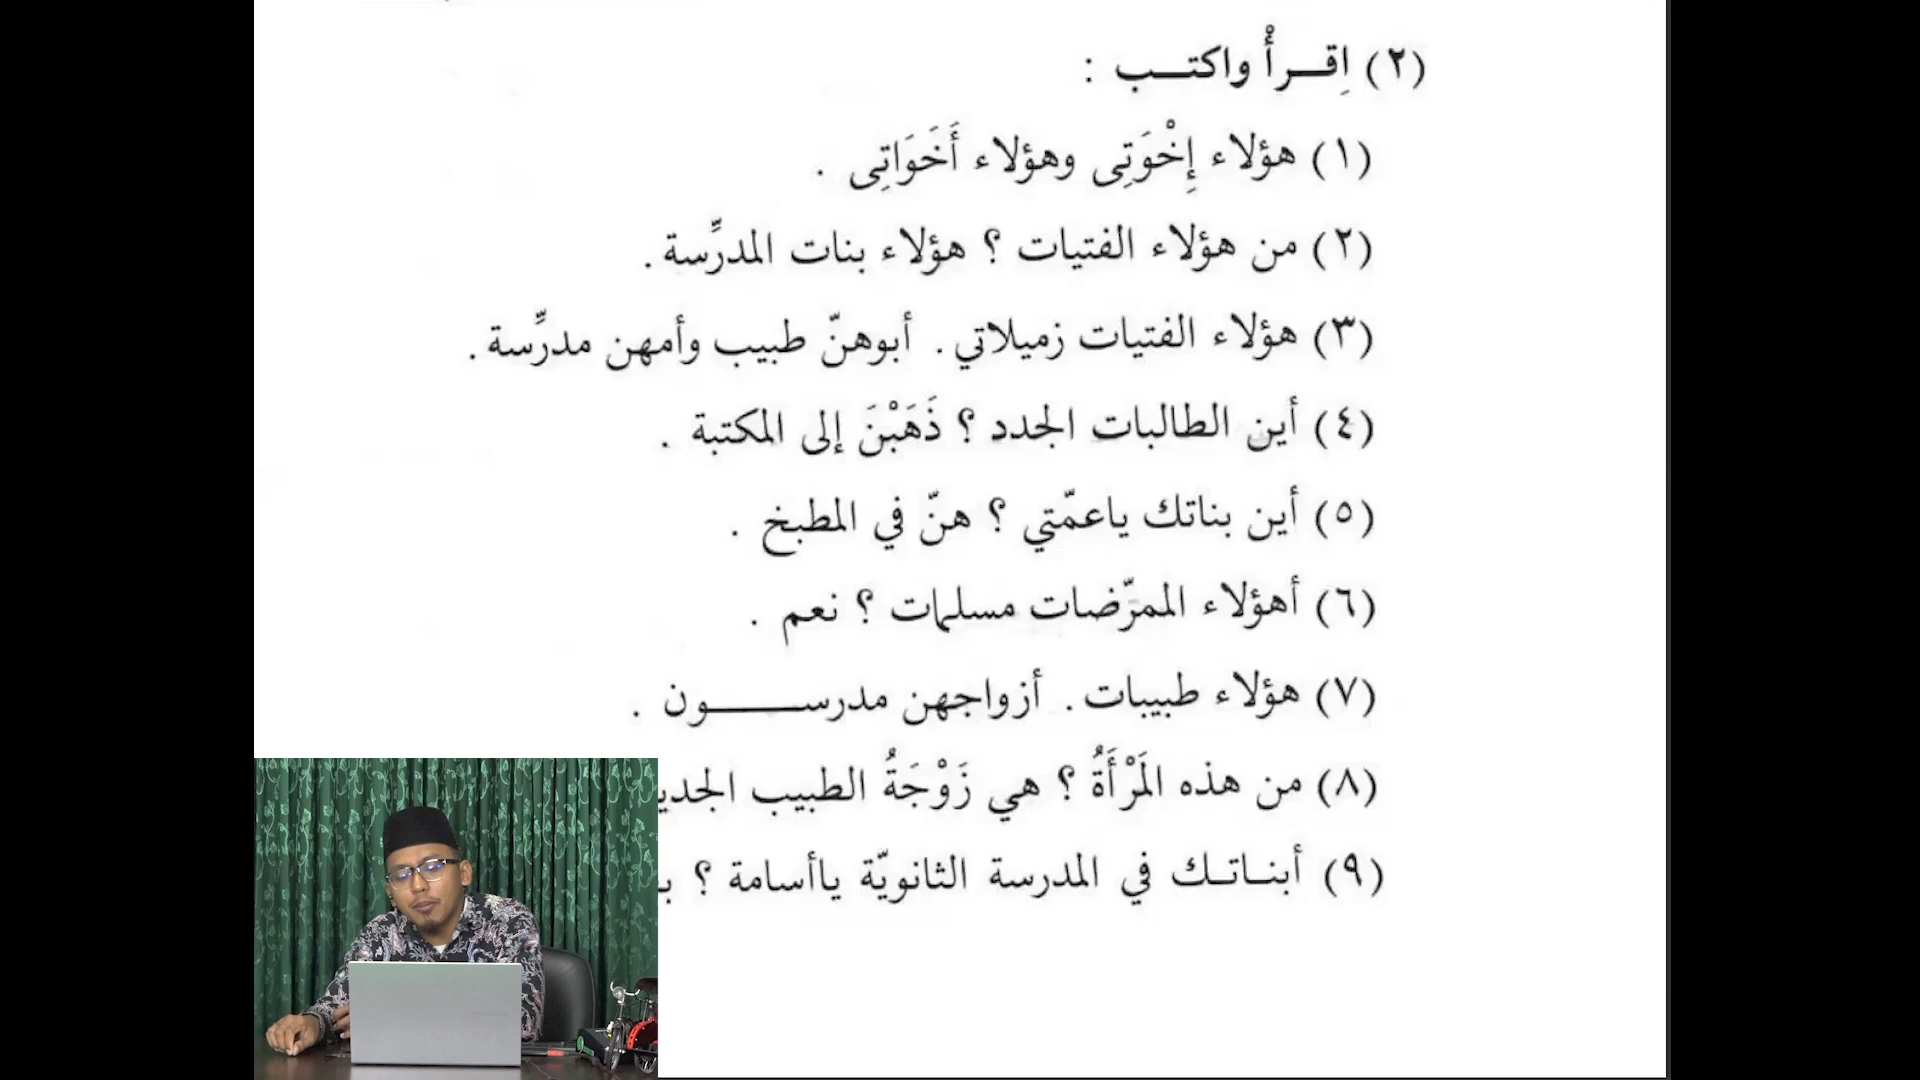 (٢) اِقـــرأْ واكتـــب :
(١) هؤلاء إِخْوَتِى وهؤلاء أَخَوَاتِى .
(٢) من هؤلاء الفتيات ؟ هؤلاء بنات المدرِّسة .
(٣) هؤلاء الفتيات زميلاتي . أبوهنّ طبيب وأمهن مدرِّسة .
(٤) أين الطالبات الجدد ؟ ذَهَبْنَ إلى المكتبة .
(٥) أين بناتك ياعمّتي ؟ هنّ في المطبخ .
(٦) أهؤلاء الممرّضات مسلمات ؟ نعم .
(٧) هؤلاء طبيبات . أزواجهن مدرســـــون .
(٨) من هذه المَرْأَةُ ؟ هي زَوْجَةُ الطبيب
(٩) أبنـاتـك في المدرسة الثانويّة ياأسامة ؟